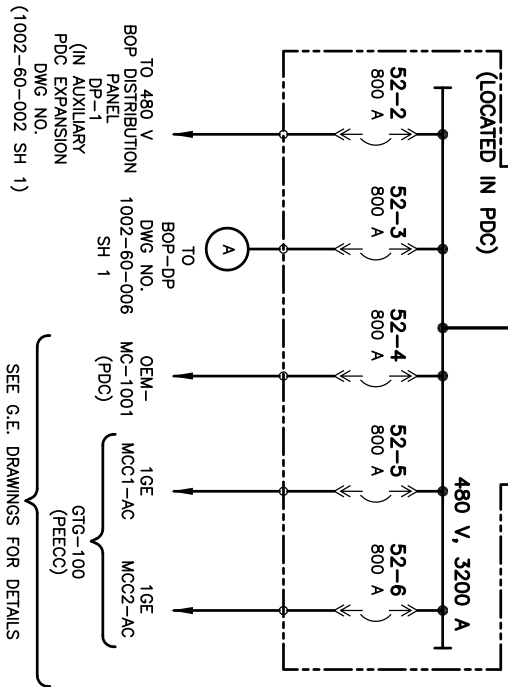 (LOCATED IN PDC)
480 V, 3200 A
52-2
800 A
52-3
800 A
52-4
800 A
52-5
800 A
52-6
800 A
TO 480 V
BOP DISTRIBUTION
PANEL
DP-1
(IN AUXILIARY
PDC EXPANSION
DWG NO.
(1002-60-002 SH 1)
A
TO
BOP-DP
DWG NO.
1002-60-006
SH 1
OEM-
MC-1001
(PDC)
1GE
MCC1-AC
1GE
MCC2-AC
GTG-100
(PEECC)
SEE G.E. DRAWINGS FOR DETAILS